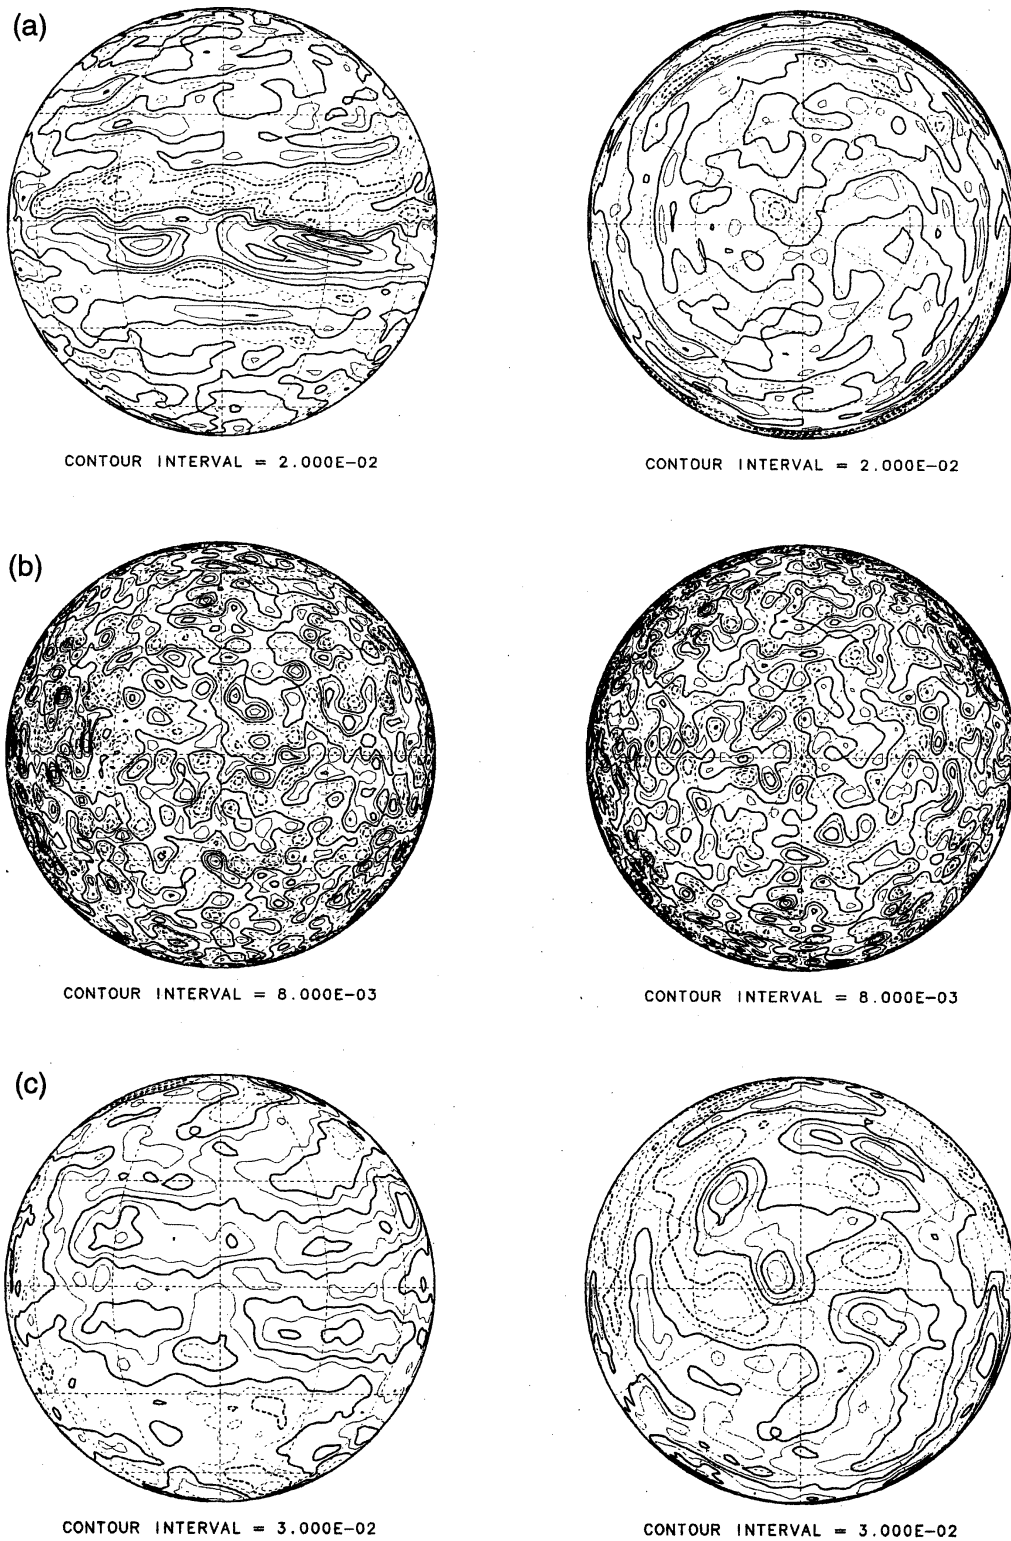 (a)
CONTOUR INTERVAL = 2.000E-02
CONTOUR INTERVAL = 2.000E-02
(b)
CONTOUR INTERVAL = 8.000E-03
CONTOUR INTERVAL = 8.000E-03
(c)
CONTOUR INTERVAL = 3.000E-02
CONTOUR INTERVAL = 3.000E-02